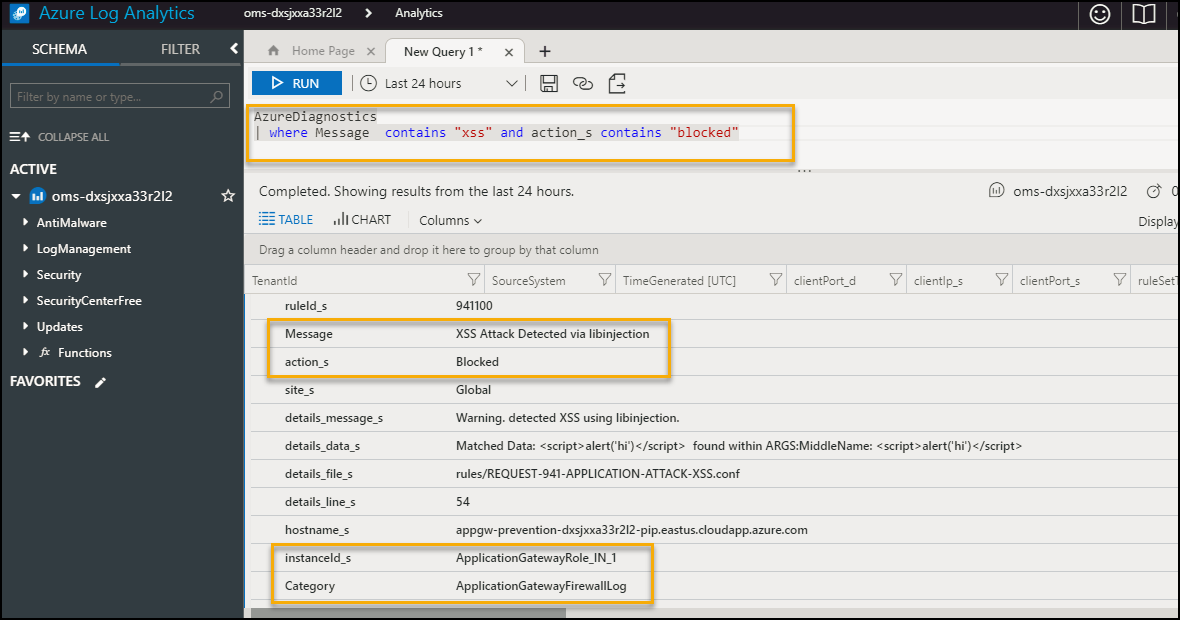 Azure Log Analytics
oms-dxsjxxa33r2l2 > Analytics
SCHEMA FILTER
Filter by name or type...
COLLAPSE ALL
ACTIVE
oms-dxsjxxa33r2l2
AntiMalware
LogManagement
Security
SecurityCenterFree
Updates
fx Functions
FAVORITES
Home Page
New Query 1 *
RUN
Last 24 hours
AzureDiagnostics
| where Message contains "xss" and action_s contains "blocked"
Completed. Showing results from the last 24 hours.
oms-dxsjxxa33r2l2 0
TABLE CHART Columns
Display
Drag a column header and drop it here to group by that column
TenantId SourceSystem TimeGenerated [UTC] clientPort_d clientIp_s clientPort_s ruleSetT
ruleId_s 941100
Message XSS Attack Detected via libinjection
action_s Blocked
site_s Global
details_message_s Warning. detected XSS using libinjection.
details_data_s Matched Data: <script>alert('hi')</script> found within ARGS:MiddleName: <script>alert('hi')</script>
details_file_s rules/REQUEST-941-APPLICATION-ATTACK-XSS.conf
details_line_s 54
hostname_s appgw-prevention-dxsjxxa33r2l2-pip.eastus.cloudapp.azure.com
instanceId_s ApplicationGatewayRole_IN_1
Category ApplicationGatewayFirewallLog